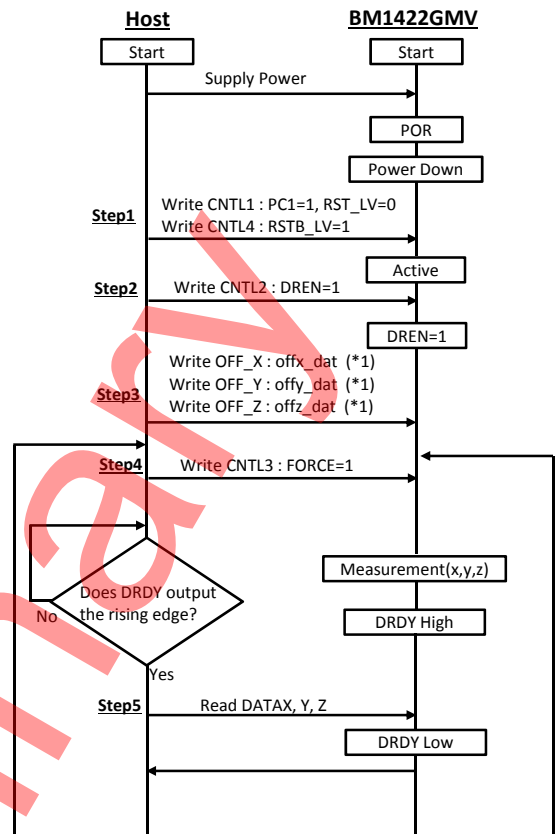 Host BM1422GMV
Start Start
Supply Power
POR
Power Down
Step1
Write CNTL1 : PC1=1, RST_LV=0
Write CNTL4 : RSTB_LV=1
Active
Step2 Write CNTL2 : DREN=1
DREN=1
Step3
Write OFF_X : offx_dat (*1)
Write OFF_Y : offy_dat (*1)
Write OFF_Z : offz_dat (*1)
Step4 Write CNTL3 : FORCE=1
Measurement(x,y,z)
Does DRDY output
the rising edge?
No
DRDY High
Yes
Step5 Read DATAX, Y, Z
DRDY Low
inary